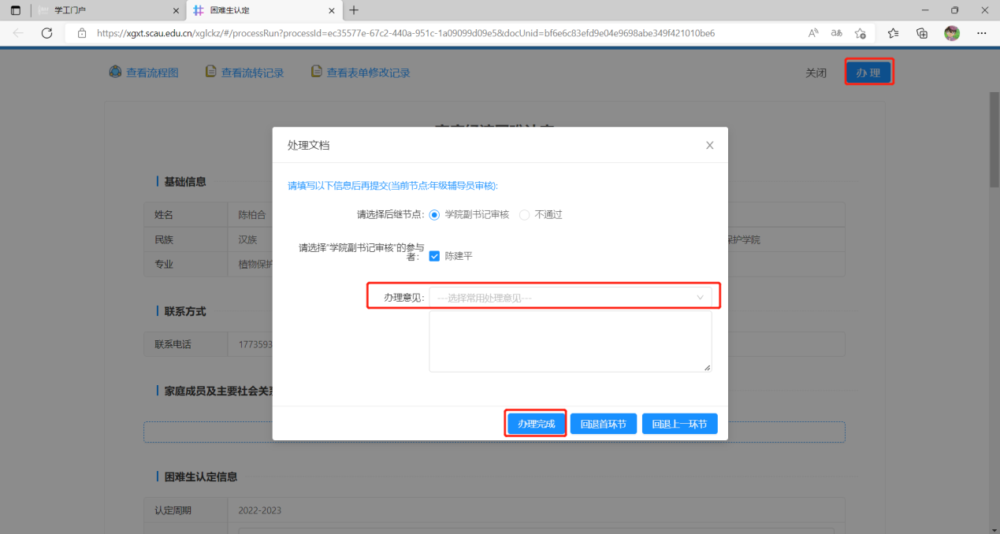 学工门户
困难生认定
https://xgxt.scau.edu.cn/xglckz/#/processRun?processId=ec35577e-67c2-440a-951c-1a09099d09e5&docUnid=bf6e6c83efd9e04e9698abe349f421010be6
查看流程图 查看流转记录 查看表单修改记录 关闭 办 理
处理文档
请填写以下信息后再提交(当前节点:年级辅导员审核):
基础信息
姓名 陈柏合
请选择后继节点: 学院副书记审核 不通过
民族 汉族 保护学院
请选择"学院副书记审核"的参与
者: 陈建平
专业 植物保护
办理意见: ---选择常用处理意见---
联系方式
联系电话 1773593
家庭成员及主要社会关系
办理完成 回退首环节 回退上一环节
困难生认定信息
认定周期 2022-2023